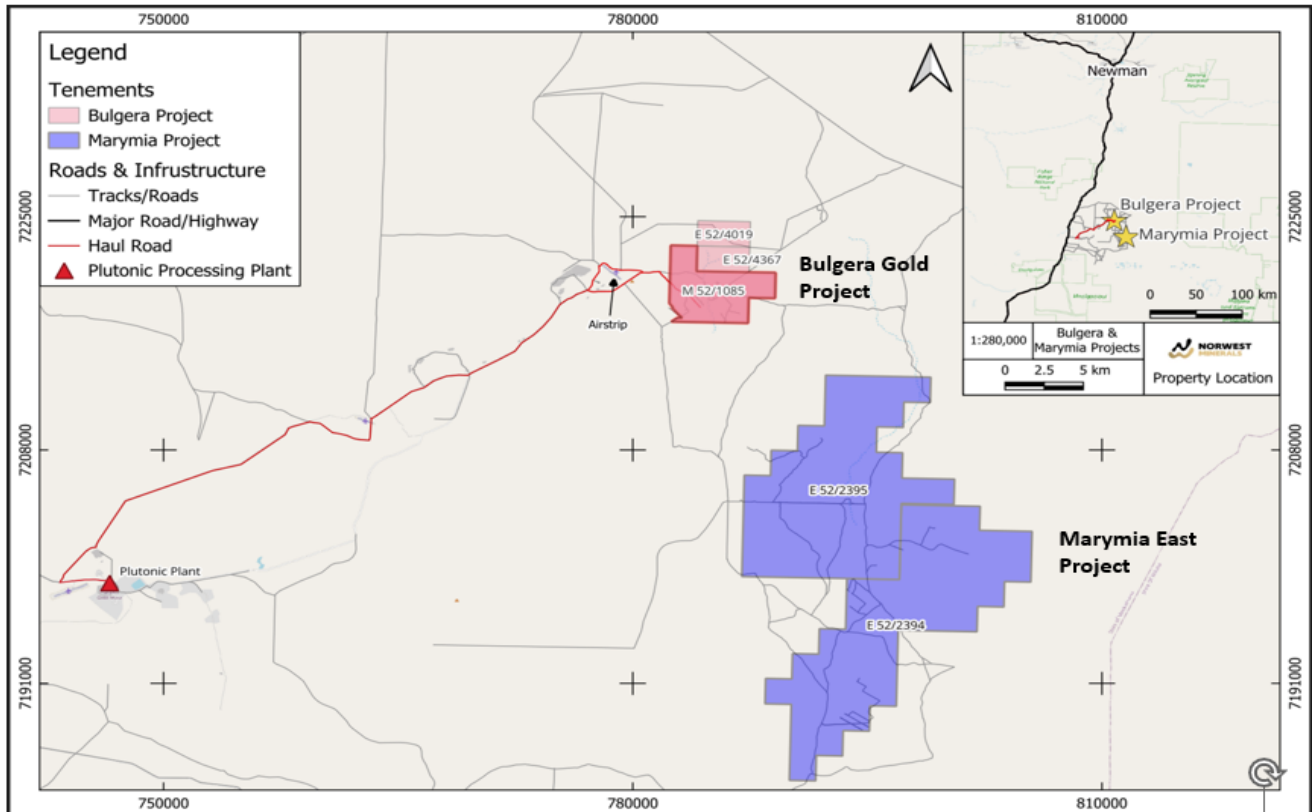 750000
780000
810000
Legend
Tenements
Bulgera Project
Marymia Project
Roads & Infrustructure
Tracks/Roads
Major Road/Highway
Haul Road
Plutonic Processing Plant
Newman
Bulgera Project
Marymia Project
0 50 100 km
1:280,000
Bulgera &
Marymia Projects
NORWEST
MINERALS
0 2.5 5 km
Property Location
7225000
7225000
E 52/4019
E 52/4367
M 52/1085
Bulgera Gold
Project
Airstrip
7208000
7208000
E 52/2395
Marymia East
Project
Plutonic Plant
E 52/2394
7191000
7191000
750000
780000
810000